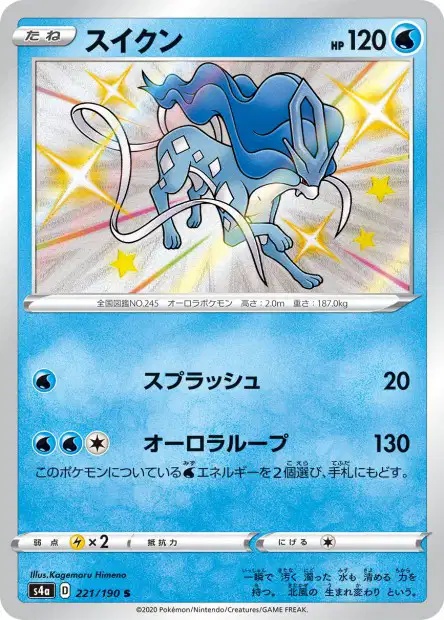 たね スイクン HP 120
全国図鑑NO.245 オーロラポケモン 高さ：2.0m 重さ：187.0kg
スプラッシュ 20
オーロラループ 130
このポケモンについているエネルギーを2個選び、手札にもどす。
弱点 ×2 抵抗力 にげる
Illus.Kagemaru Himeno
s4a D 221/190 S
一瞬で 汚く 濁った 水も 清める 力を
持つ。 北風の 生まれ変わり という。
©2020 Pokémon/Nintendo/Creatures/GAME FREAK.